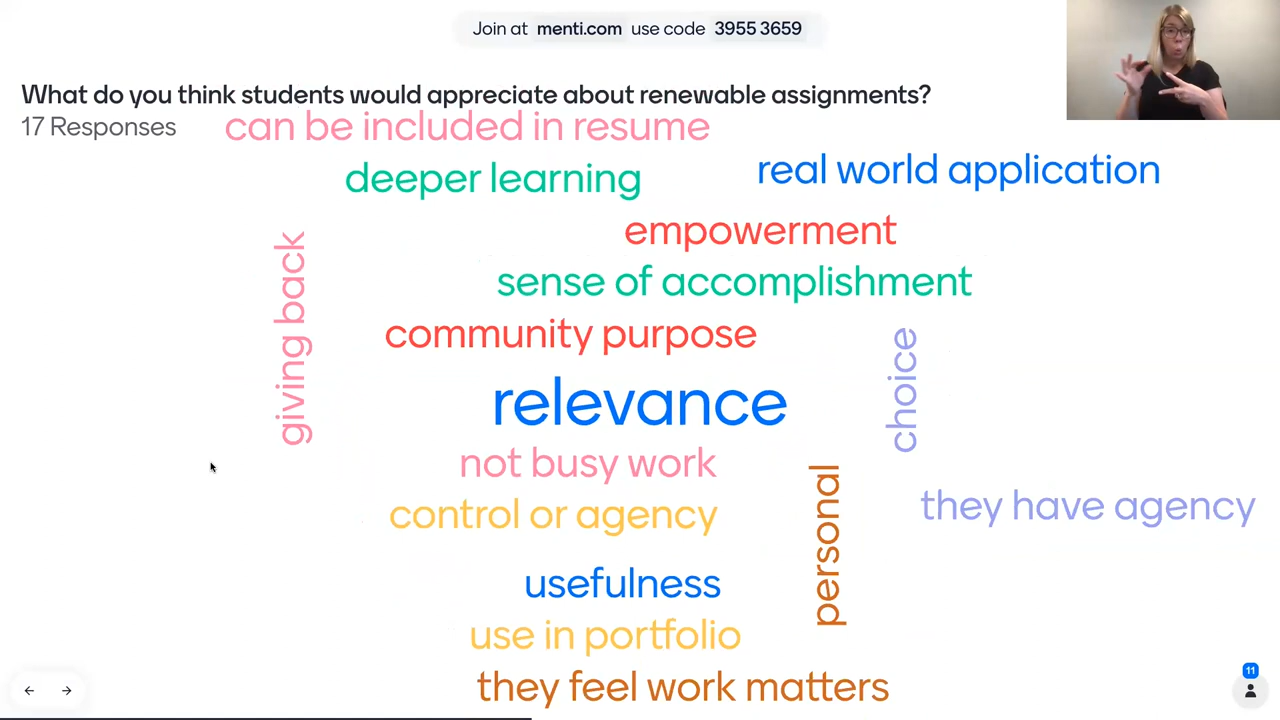 Join at menti.com use code 3955 3659
What do you think students would appreciate about renewable assignments?
17 Responses
can be included in resume
deeper learning
real world application
empowerment
giving back
sense of accomplishment
community purpose
choice
relevance
not busy work
personal
control or agency
they have agency
usefulness
use in portfolio
they feel work matters
11